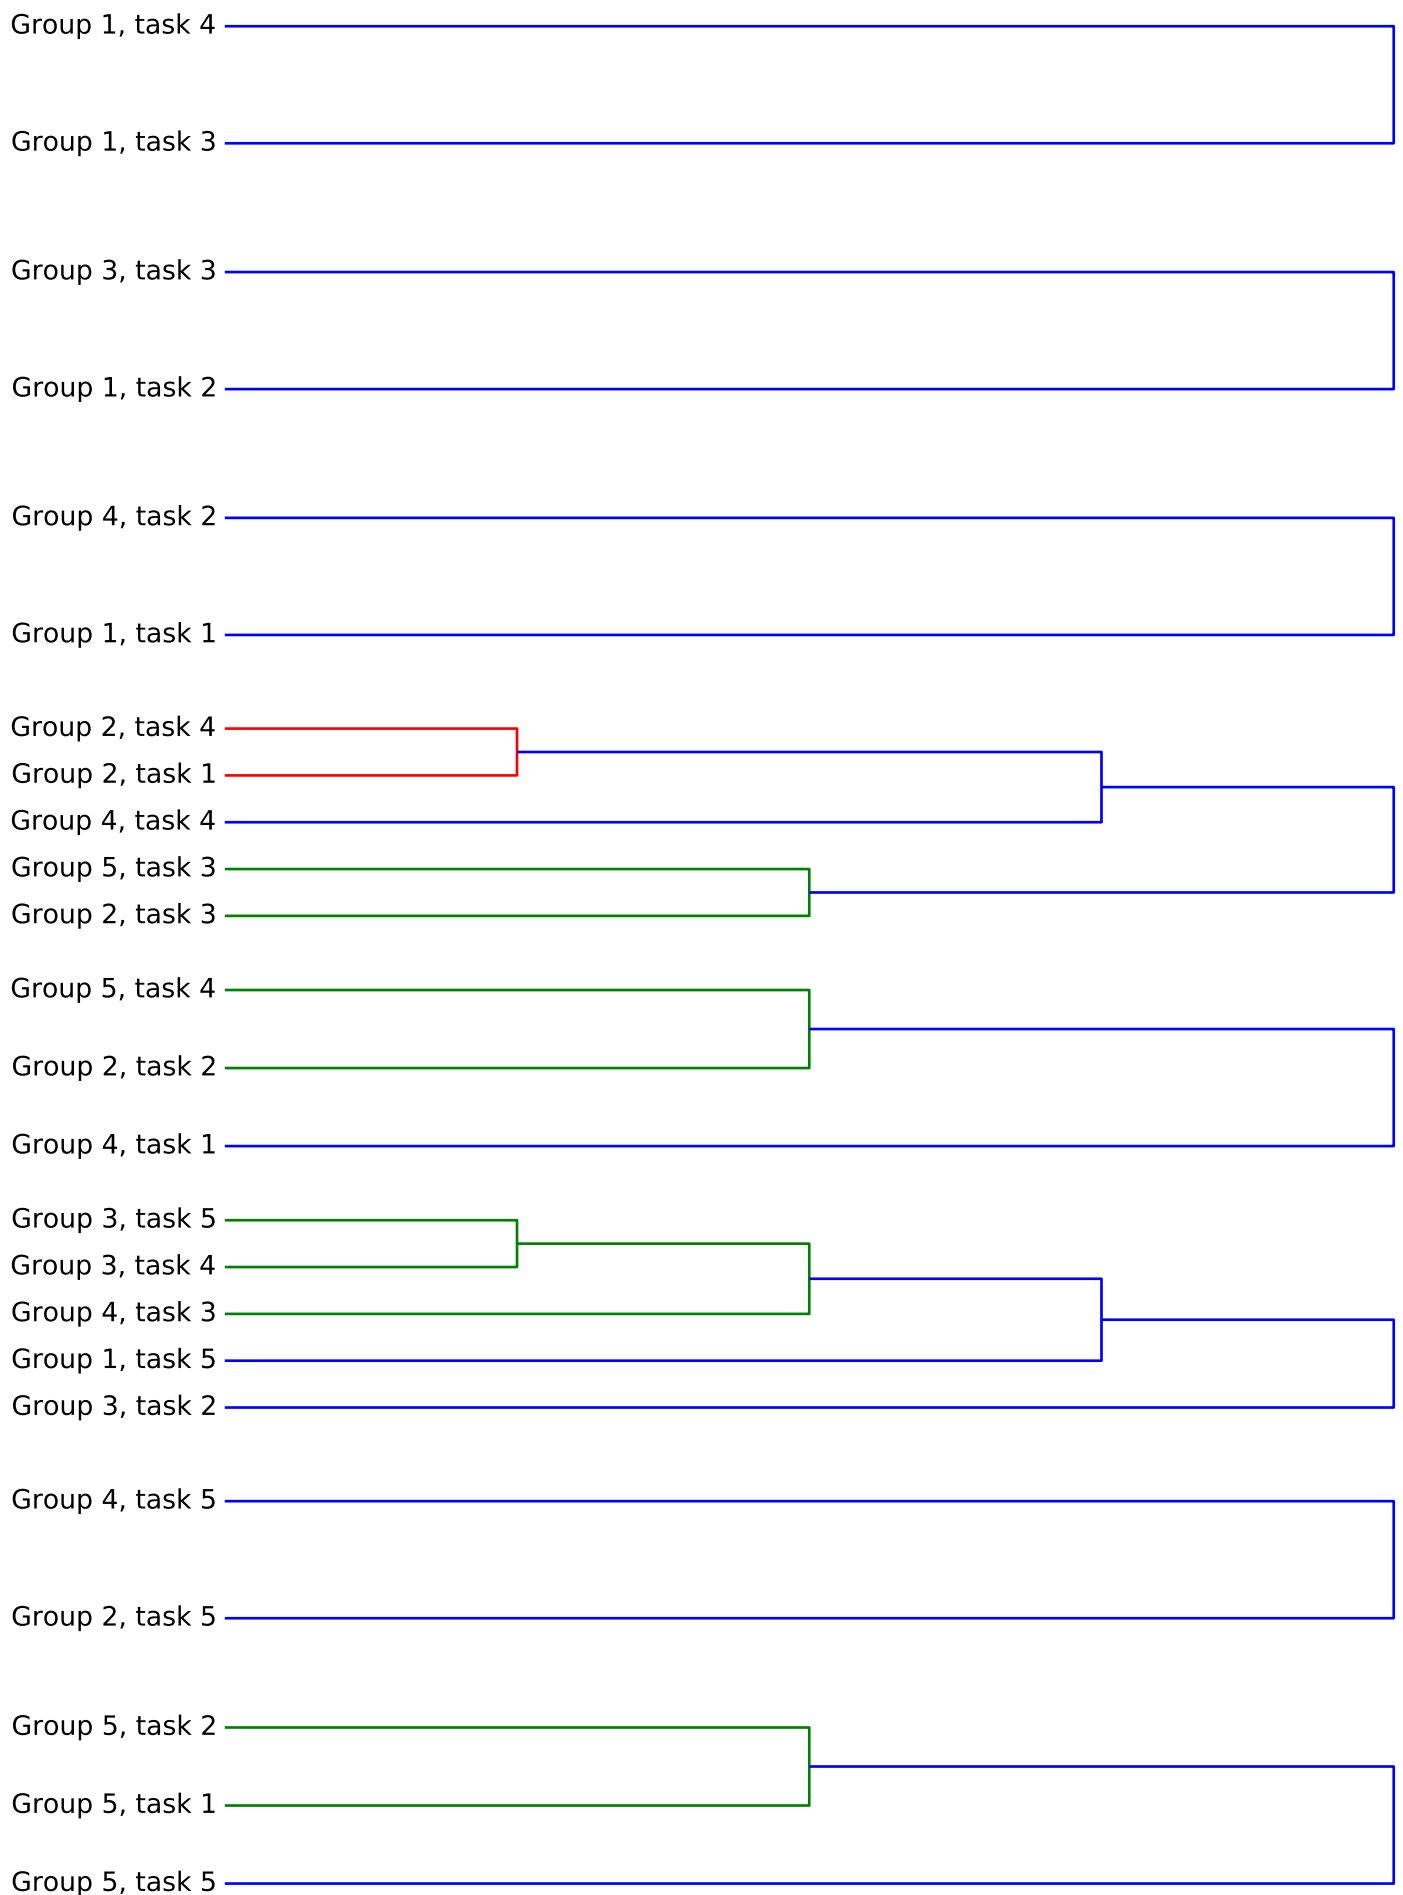 Group 1, task 4
Group 1, task 3
Group 3, task 3
Group 1, task 2
Group 4, task 2
Group 1, task 1
Group 2, task 4
Group 2, task 1
Group 4, task 4
Group 5, task 3
Group 2, task 3
Group 5, task 4
Group 2, task 2
Group 4, task 1
Group 3, task 5
Group 3, task 4
Group 4, task 3
Group 1, task 5
Group 3, task 2
Group 4, task 5
Group 2, task 5
Group 5, task 2
Group 5, task 1
Group 5, task 5